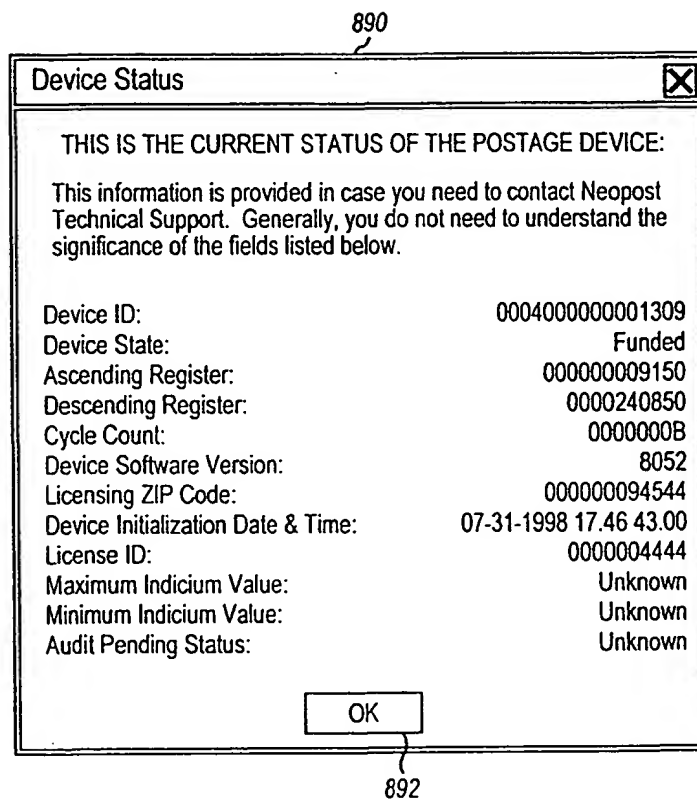 890
Device Status
THIS IS THE CURRENT STATUS OF THE POSTAGE DEVICE:
This information is provided in case you need to contact Neopost
Technical Support. Generally, you do not need to understand the
significance of the fields listed below.
Device ID: 0004000000001309
Device State: Funded
Ascending Register: 000000009150
Descending Register: 0000240850
Cycle Count: 0000000B
Device Software Version: 8052
Licensing ZIP Code: 000000094544
Device Initialization Date & Time: 07-31-1998 17.46 43.00
License ID: 0000004444
Maximum Indicium Value: Unknown
Minimum Indicium Value: Unknown
Audit Pending Status: Unknown
OK
892